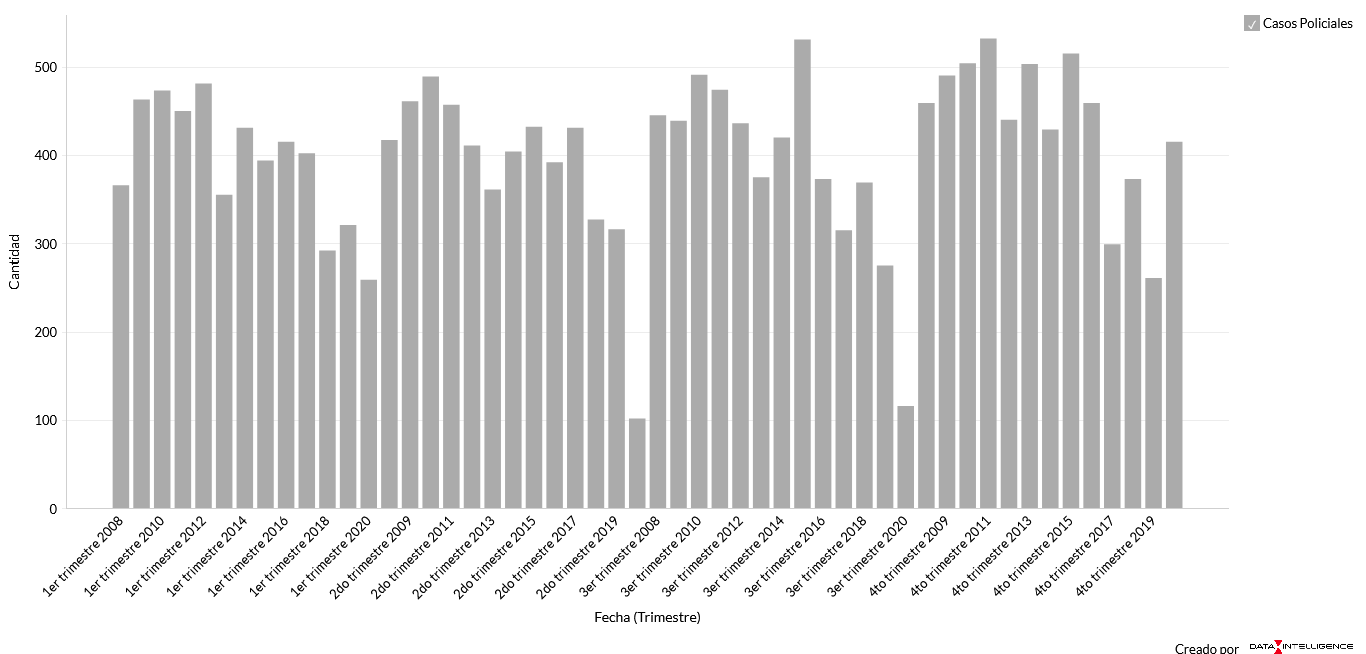 Casos Policiales
500
400
300
200
100
0
Cantidad
1er trimestre 2008
1er trimestre 2010
1er trimestre 2012
1er trimestre 2014
1er trimestre 2016
1er trimestre 2018
1er trimestre 2020
2do trimestre 2009
2do trimestre 2011
2do trimestre 2013
2do trimestre 2015
2do trimestre 2017
2do trimestre 2019
3er trimestre 2008
3er trimestre 2010
3er trimestre 2012
3er trimestre 2014
3er trimestre 2016
3er trimestre 2018
3er trimestre 2020
4to trimestre 2009
4to trimestre 2011
4to trimestre 2013
4to trimestre 2015
4to trimestre 2017
4to trimestre 2019
Fecha (Trimestre)
Creado por DATA INTELLIGENCE